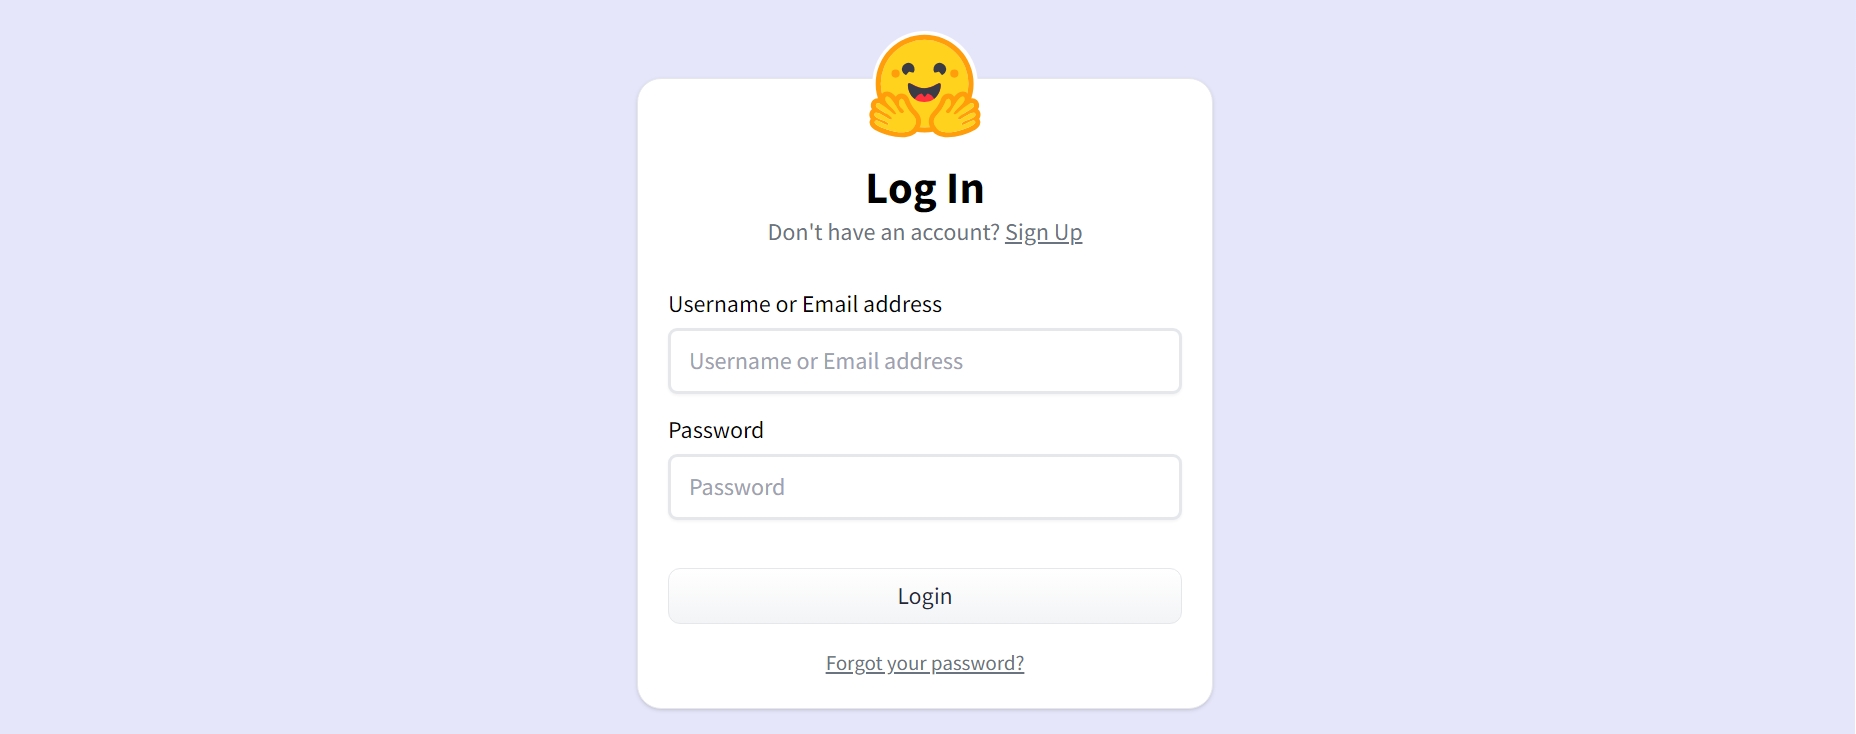 Log In
Don't have an account? Sign Up
Username or Email address
Username or Email address
Password
Password
Login
Forgot your password?